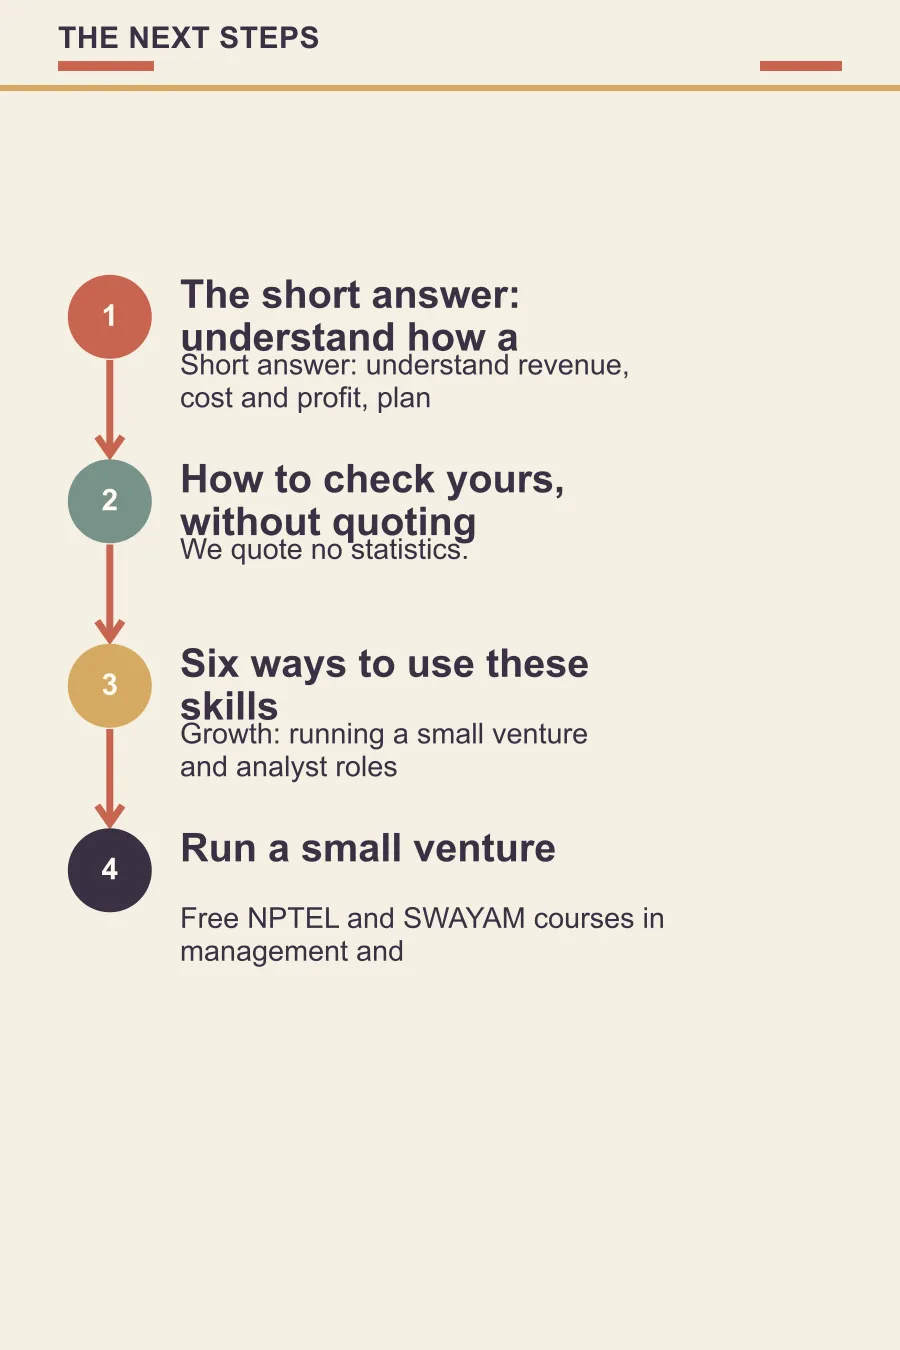 THE NEXT STEPS
1
The short answer:
understand how a
Short answer: understand revenue,
cost and profit, plan
2
How to check yours,
without quoting
We quote no statistics.
3
Six ways to use these
skills
Growth: running a small venture
and analyst roles
4
Run a small venture
Free NPTEL and SWAYAM courses in
management and